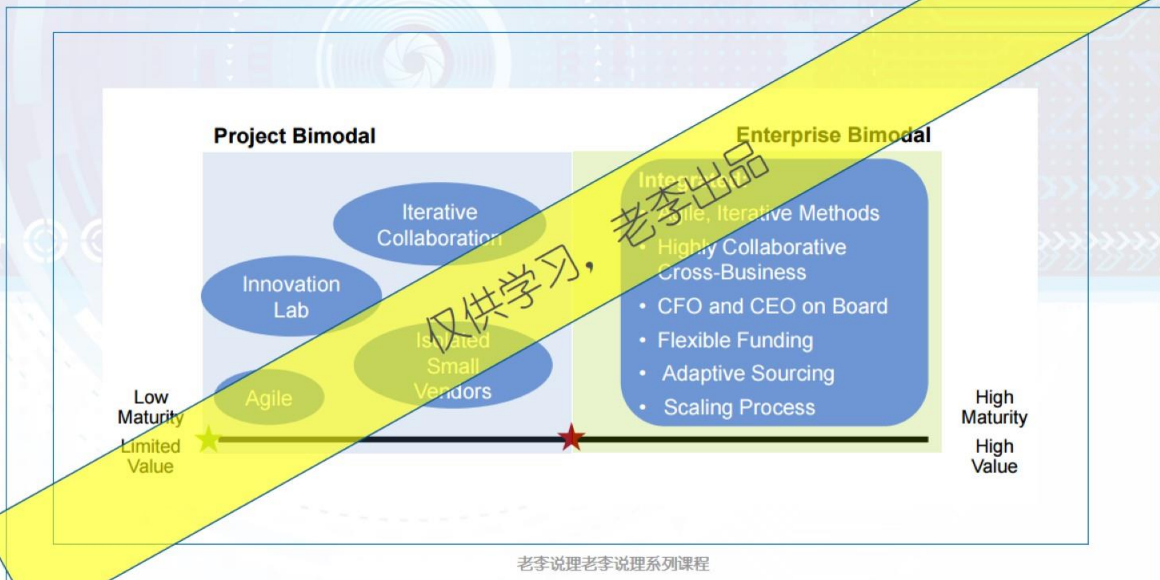 Project Bimodal
Enterprise Bimodal
Iterative
Collaboration
Innovation
Lab
Isolated
Small
Vendors
Agile
Integrated:
• Agile, Iterative Methods
• Highly Collaborative
Cross-Business
• CFO and CEO on Board
• Flexible Funding
• Adaptive Sourcing
• Scaling Process
Low
Maturity
Limited
Value
High
Maturity
High
Value
仅供学习，老李出品
老李说理老李说理系列课程